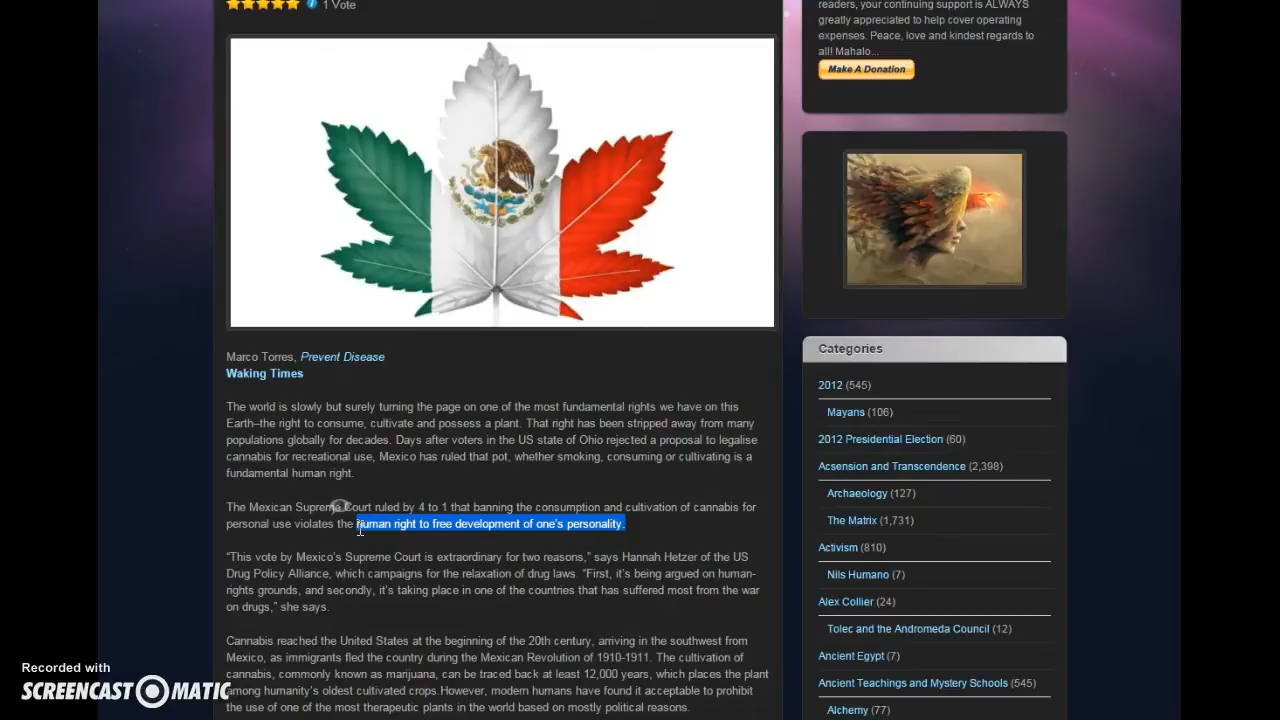 1 Vote
readers, your continuing support is ALWAYS
greatly appreciated to help cover operating
expenses. Peace, love and kindest regards to
all! Mahalo...
Make A Donation
Marco Torres, Prevent Disease
Waking Times
The world is slowly but surely turning the page on one of the most fundamental rights we have on this
Earth–the right to consume, cultivate and possess a plant. That right has been stripped away from many
populations globally for decades. Days after voters in the US state of Ohio rejected a proposal to legalise
cannabis for recreational use, Mexico has ruled that pot, whether smoking, consuming or cultivating is a
fundamental human right.
The Mexican Supreme Court ruled by 4 to 1 that banning the consumption and cultivation of cannabis for
personal use violates the human right to free development of one's personality.
“This vote by Mexico’s Supreme Court is extraordinary for two reasons,” says Hannah Hetzer of the US
Drug Policy Alliance, which campaigns for the relaxation of drug laws. “First, it’s being argued on human-
rights grounds, and secondly, it’s taking place in one of the countries that has suffered most from the war
on drugs,” she says.
Cannabis reached the United States at the beginning of the 20th century, arriving in the southwest from
Mexico, as immigrants fled the country during the Mexican Revolution of 1910-1911. The cultivation of
cannabis, commonly known as marijuana, can be traced back at least 12,000 years, which places the plant
among humanity’s oldest cultivated crops.However, modern humans have found it acceptable to prohibit
the use of one of the most therapeutic plants in the world based on mostly political reasons.
Categories
2012 (545)
Mayans (106)
2012 Presidential Election (60)
Acsension and Transcendence (2,398)
Archaeology (127)
The Matrix (1,731)
Activism (810)
Nils Humano (7)
Alex Collier (24)
Tolec and the Andromeda Council (12)
Ancient Egypt (7)
Ancient Teachings and Mystery Schools (545)
Alchemy (77)
Recorded with
SCREENCAST-O-MATIC